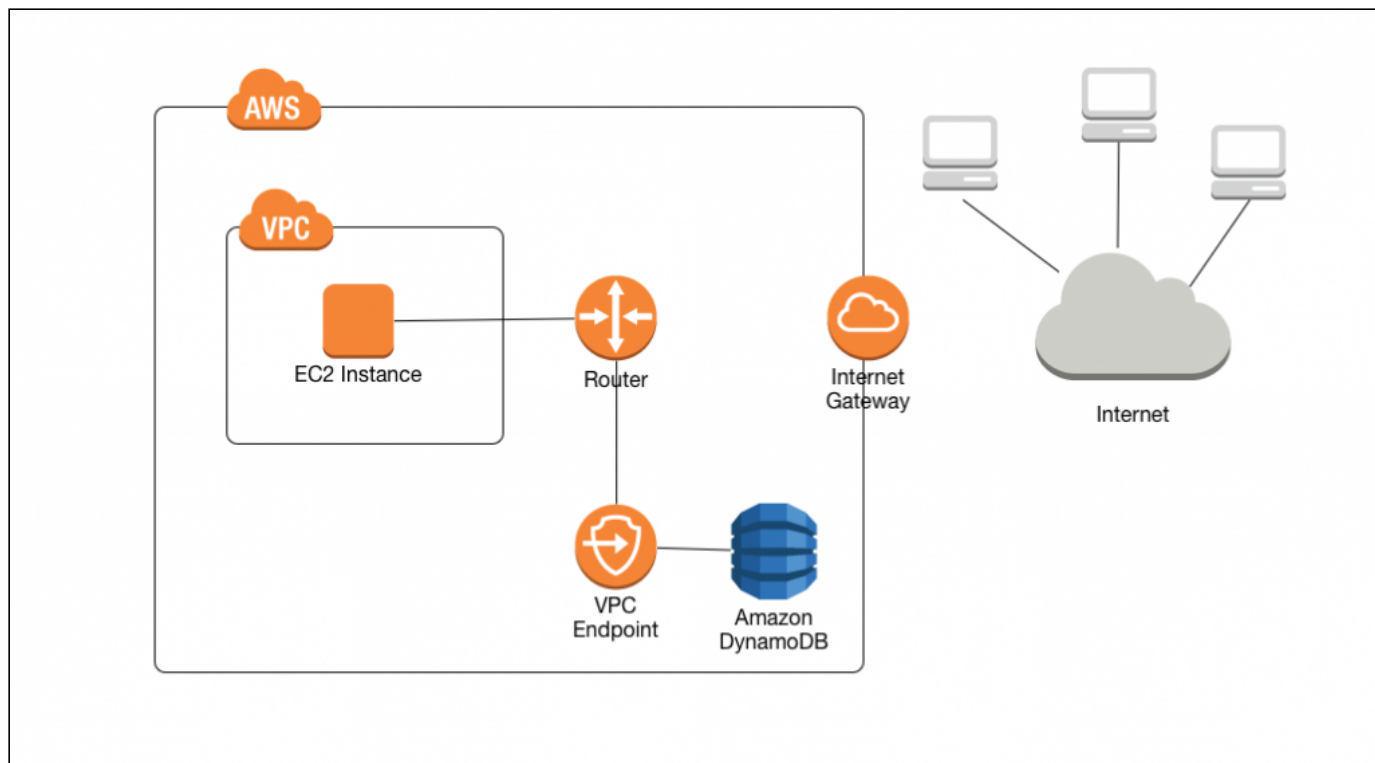 AWS
VPC
EC2 Instance
Router
Internet
Gateway
Internet
VPC
Endpoint
Amazon
DynamoDB